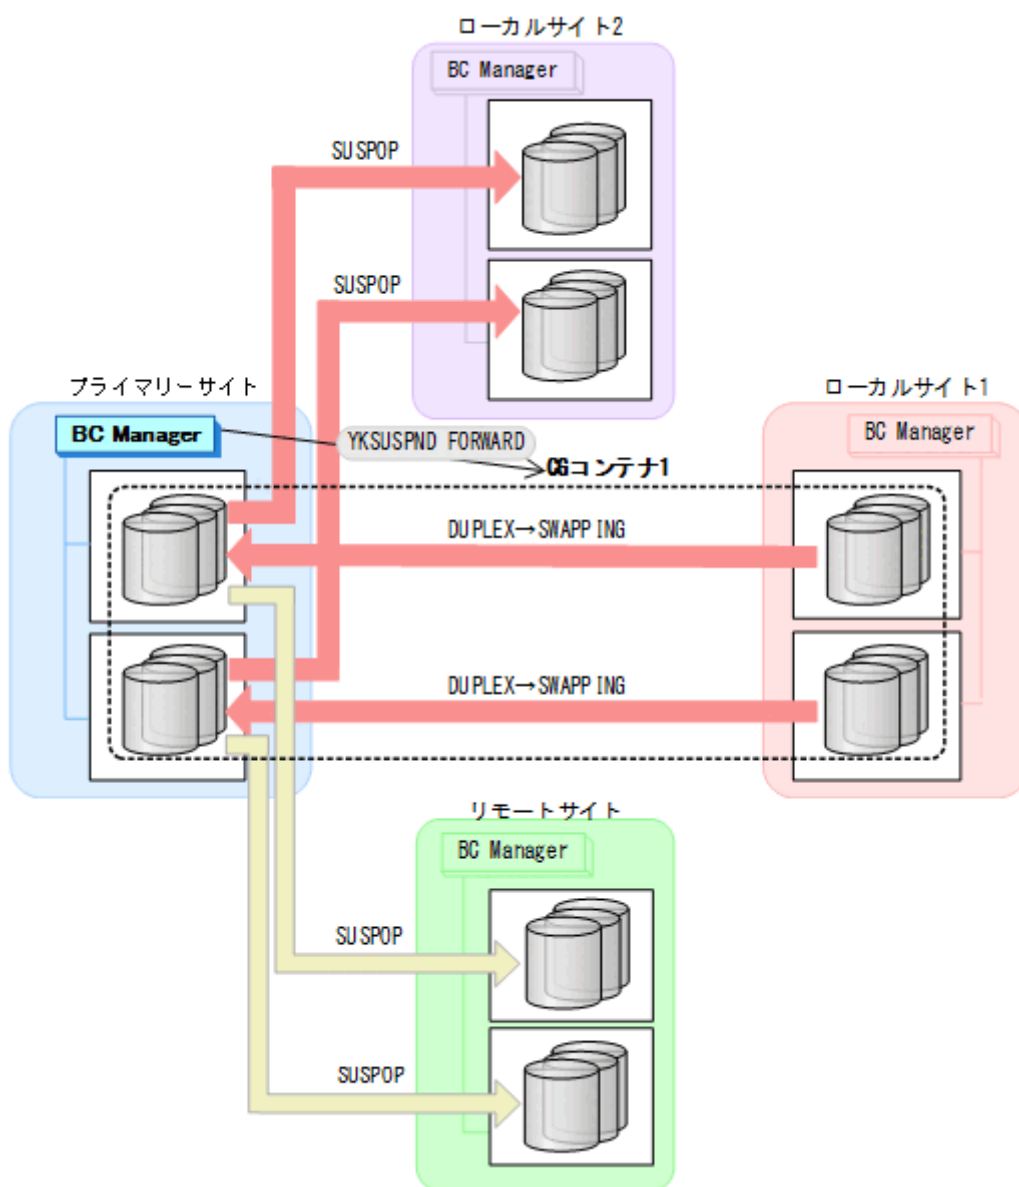 ローカルサイト2
BC Manager
SUSPOP
SUSPOP
プライマリーサイト
ローカルサイト1
BC Manager
BC Manager
YKSUSPND FORWARD
CGコンテナ1
DUPLEX→SWAPPING
DUPLEX→SWAPPING
リモートサイト
BC Manager
SUSPOP
SUSPOP